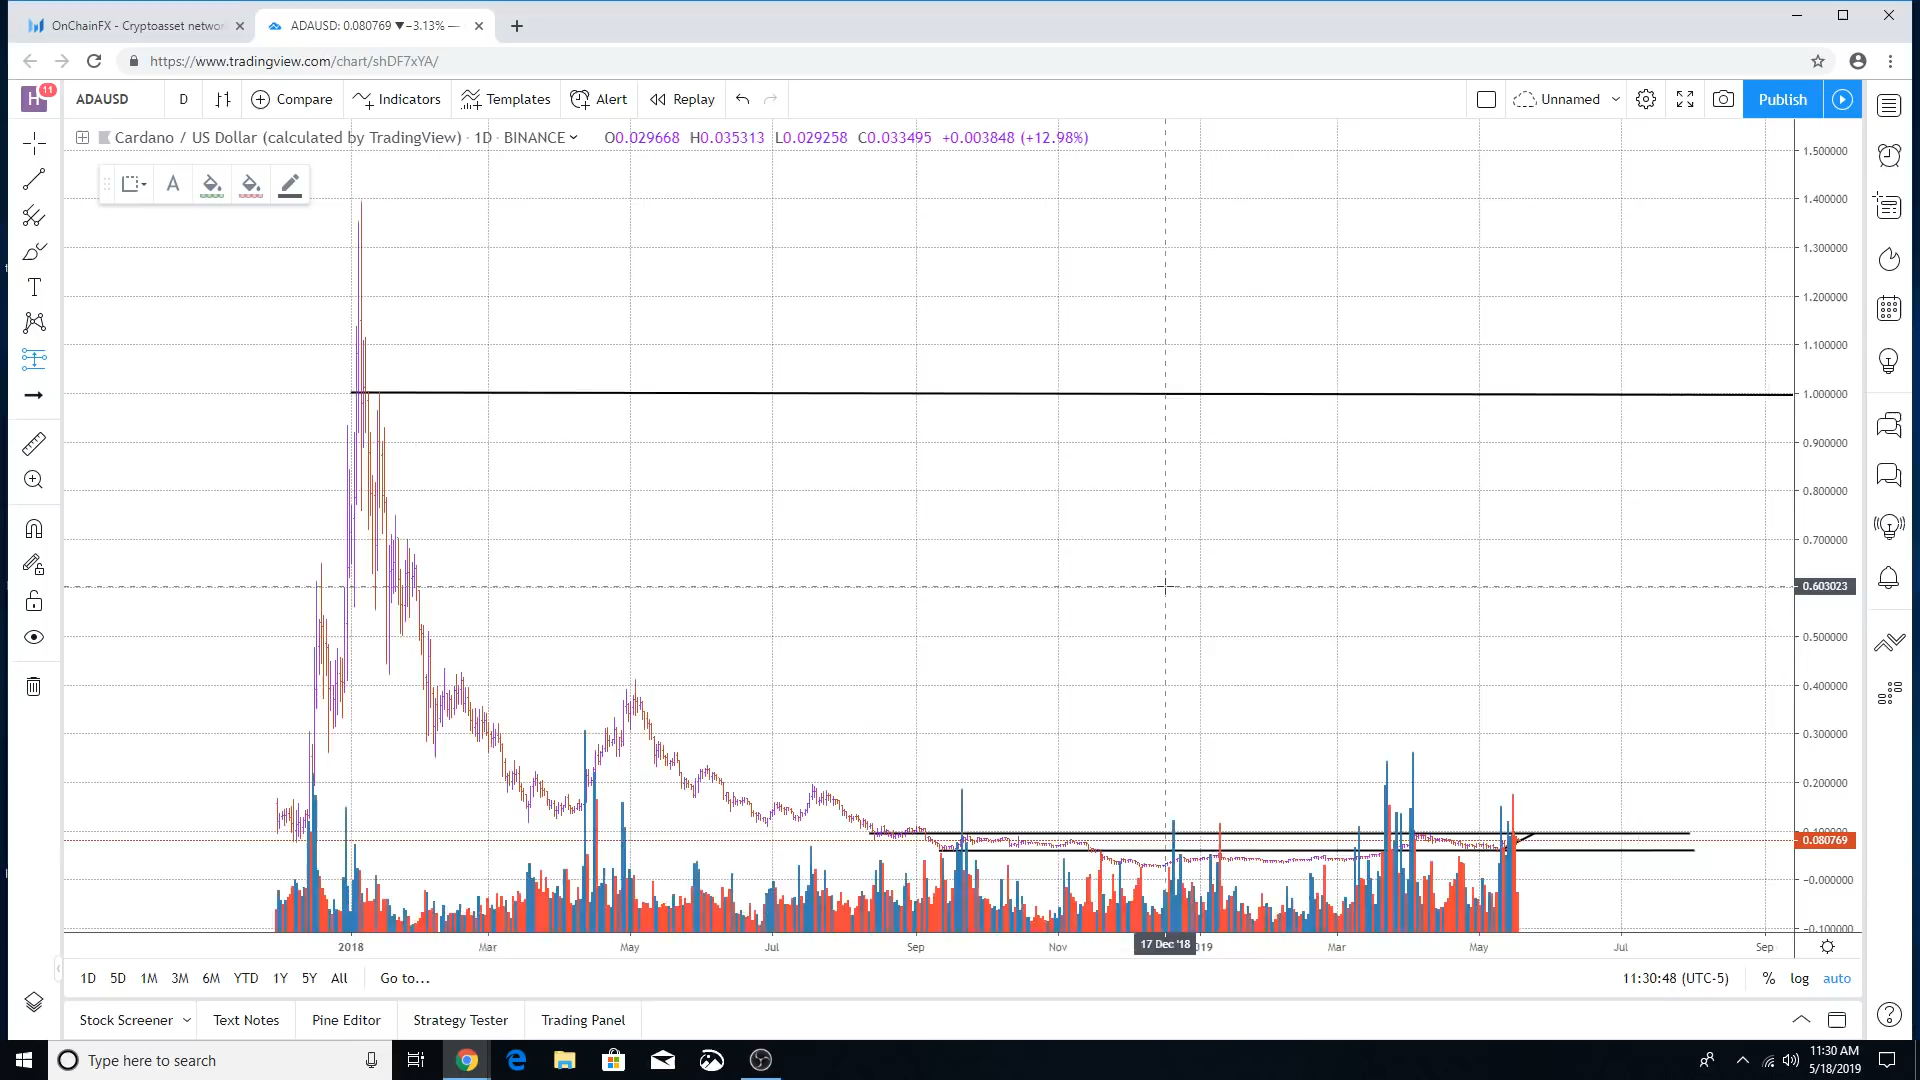 OnChainFX - Cryptoasset networ
ADAUSD: 0.080769 ▼−3.13% —
https://www.tradingview.com/chart/shDF7xYA/
H 11 ADAUSD D Compare Indicators Templates Alert Replay Unnamed Publish
Cardano / US Dollar (calculated by TradingView) · 1D · BINANCE O0.029668 H0.035313 L0.029258 C0.033495 +0.003848 (+12.98%)
A
T
1.500000
1.400000
1.300000
1.200000
1.100000
1.000000
0.900000
0.800000
0.700000
0.603023
0.500000
0.400000
0.300000
0.200000
0.080769
−0.000000
−0.100000
2018 Mar May Jul Sep Nov 17 Dec '18 Mar May Jul Sep
1D 5D 1M 3M 6M YTD 1Y 5Y All Go to... 11:30:48 (UTC-5) % log auto
Stock Screener Text Notes Pine Editor Strategy Tester Trading Panel
Type here to search
11:30 AM
5/18/2019